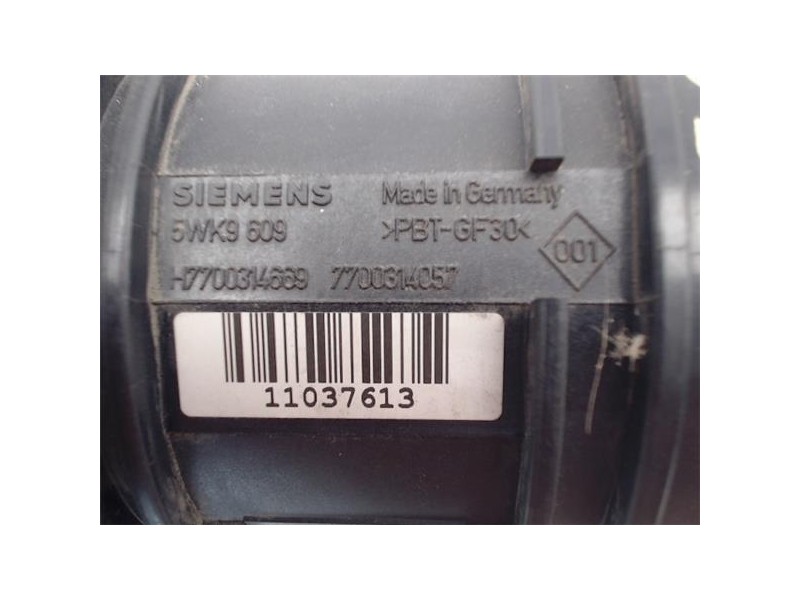 SIEMENS Made in Germany
5WK9 609 >PBT-GF30< 001
H7700314669 7700314057
11037613